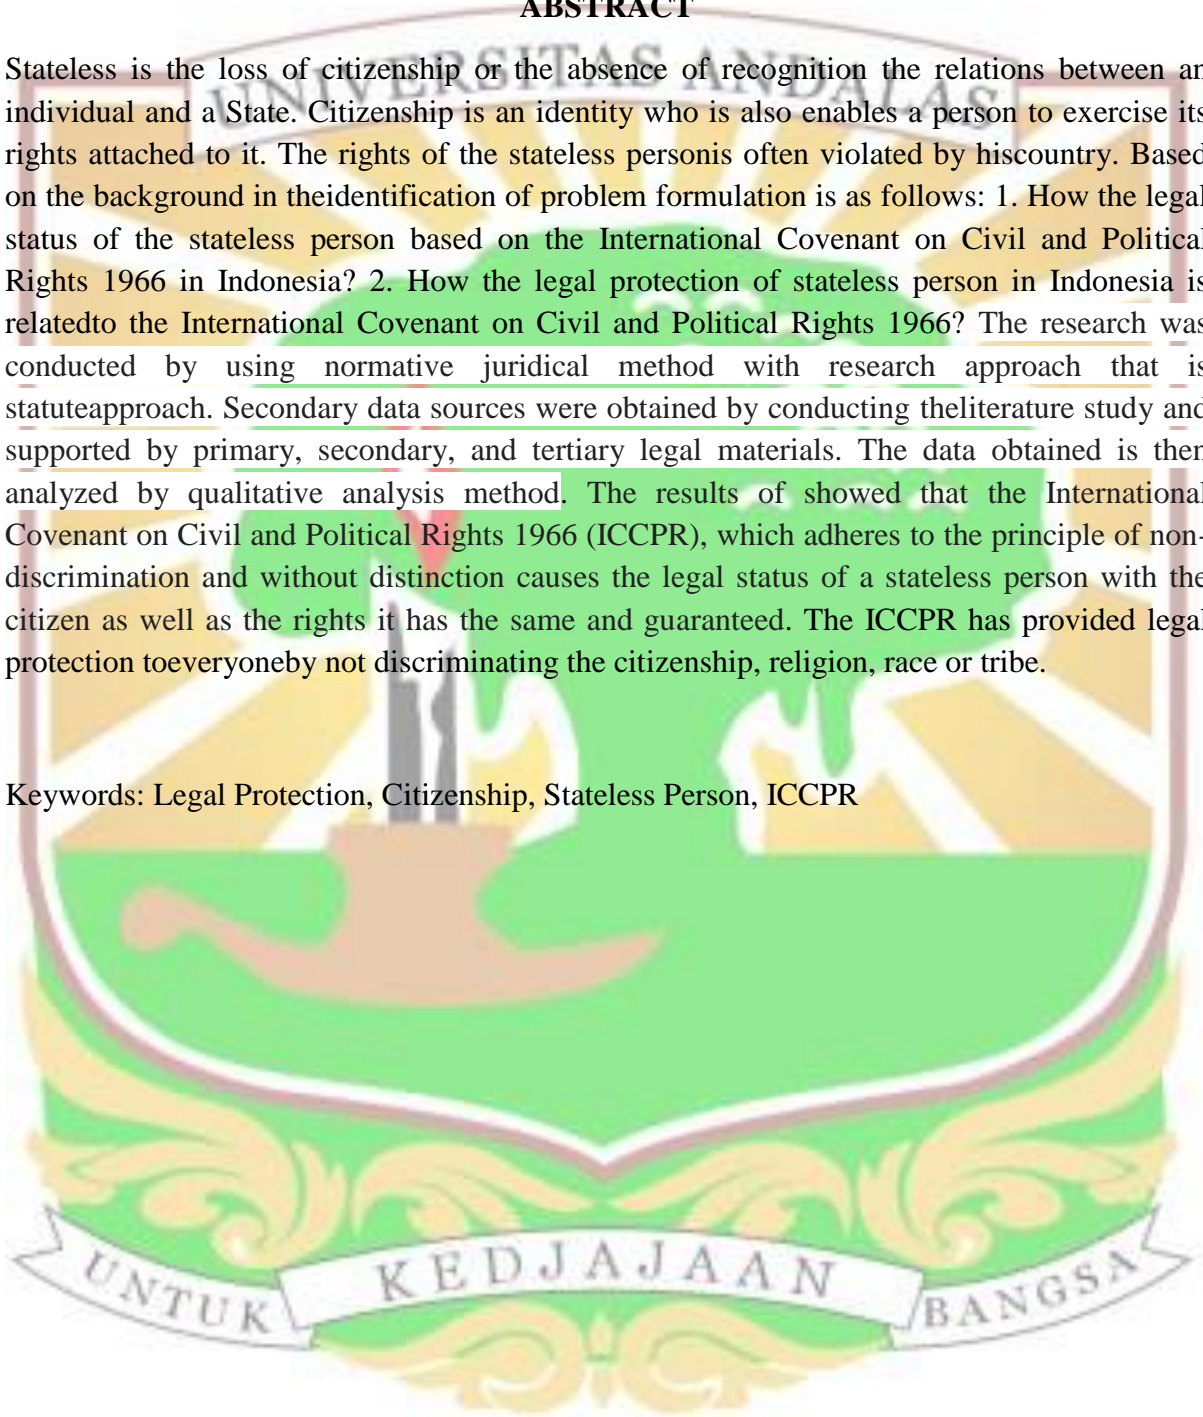 ABSTRACT
UNIVERSITAS ANDALAS
Stateless is the loss of citizenship or the absence of recognition the relations between an
individual and a State. Citizenship is an identity who is also enables a person to exercise its
rights attached to it. The rights of the stateless personis often violated by hiscountry. Based
on the background in theidentification of problem formulation is as follows: 1. How the legal
status of the stateless person based on the International Covenant on Civil and Political
Rights 1966 in Indonesia? 2. How the legal protection of stateless person in Indonesia is
relatedto the International Covenant on Civil and Political Rights 1966? The research was
conducted by using normative juridical method with research approach that is
statuteapproach. Secondary data sources were obtained by conducting theliterature study and
supported by primary, secondary, and tertiary legal materials. The data obtained is then
analyzed by qualitative analysis method. The results of showed that the International
Covenant on Civil and Political Rights 1966 (ICCPR), which adheres to the principle of non-
discrimination and without distinction causes the legal status of a stateless person with the
citizen as well as the rights it has the same and guaranteed. The ICCPR has provided legal
protection toeveryoneby not discriminating the citizenship, religion, race or tribe.
Keywords: Legal Protection, Citizenship, Stateless Person, ICCPR
UNTUK KEDJAJAAN BANGSA